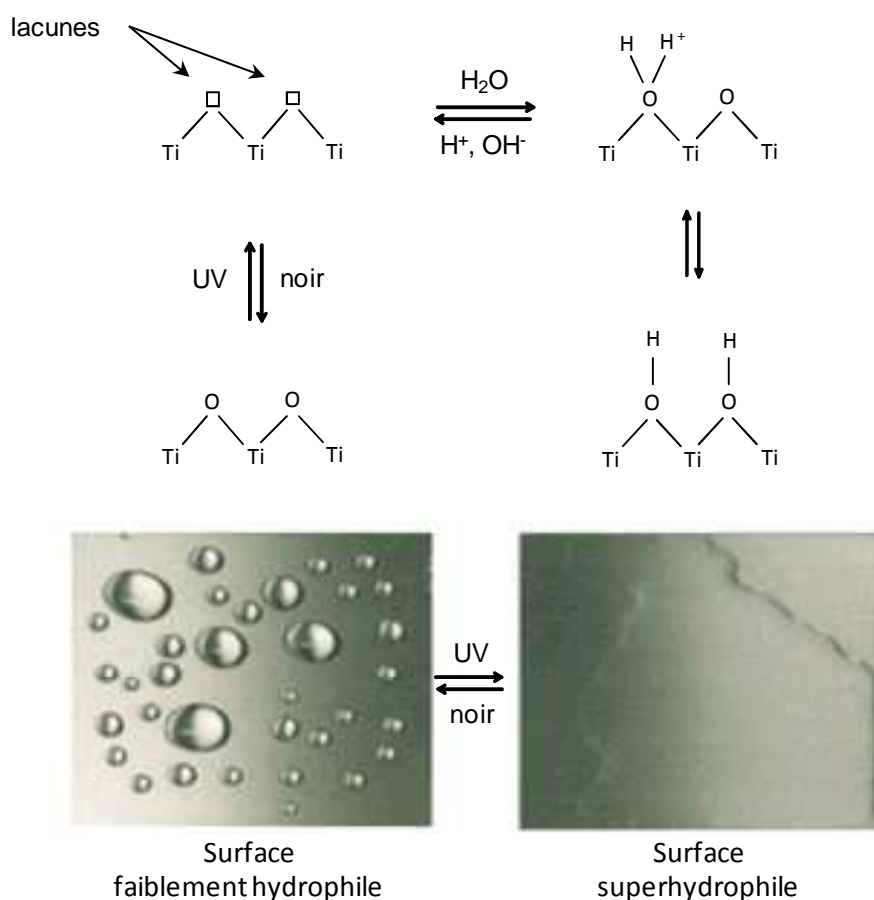 lacunes
H H⁺
H₂O
O O
Ti Ti Ti
H⁺, OH⁻
Ti Ti Ti
UV noir
H H
O O
O O
Ti Ti Ti
Ti Ti Ti
UV
noir
Surface
faiblement hydrophile
Surface
superhydrophile